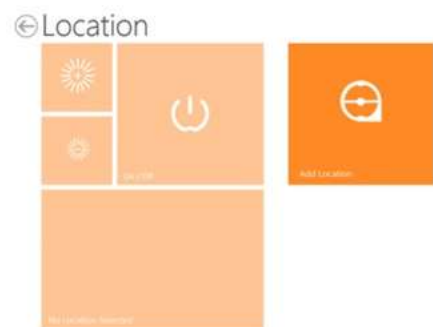 Location
On / Off
Add Location
No Location Selected